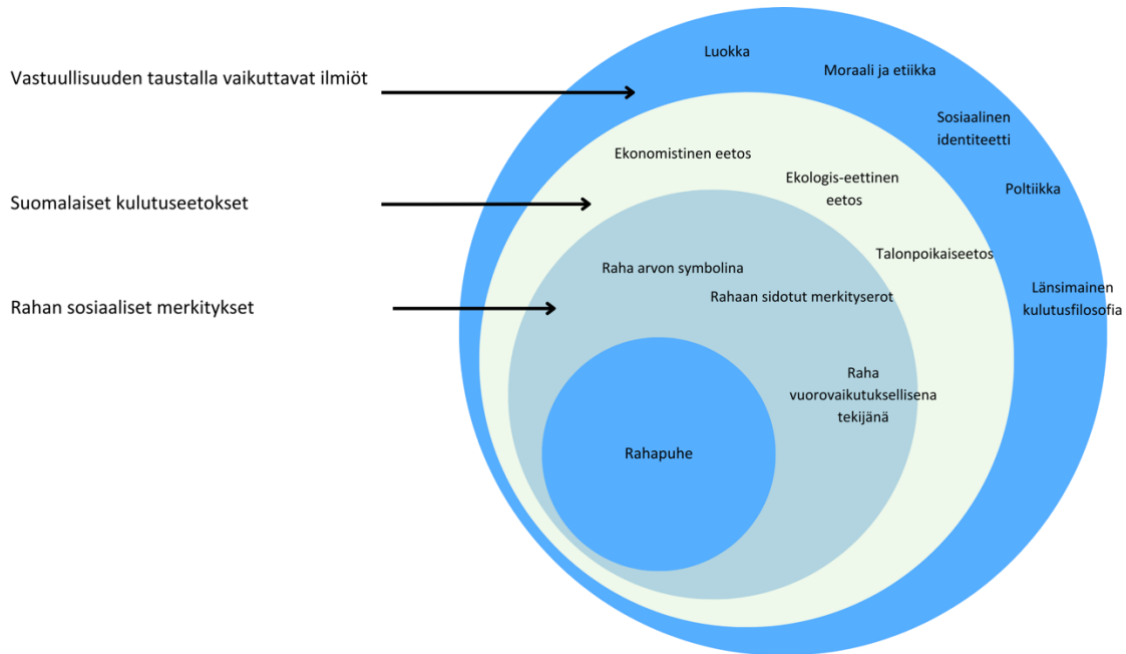 Vastuullisuuden taustalla vaikuttavat ilmiöt
Suomalaiset kulutuseetokset
Rahan sosiaaliset merkitykset
Luokka
Moraali ja etiikka
Sosiaalinen
identiteetti
Poltiikka
Länsimainen
kulutusfilosofia
Ekonomistinen eetos
Ekologis-eettinen
eetos
Talonpoikaiseetos
Raha arvon symbolina
Rahaan sidotut merkityserot
Raha
vuorovaikutuksellisena
tekijänä
Rahapuhe